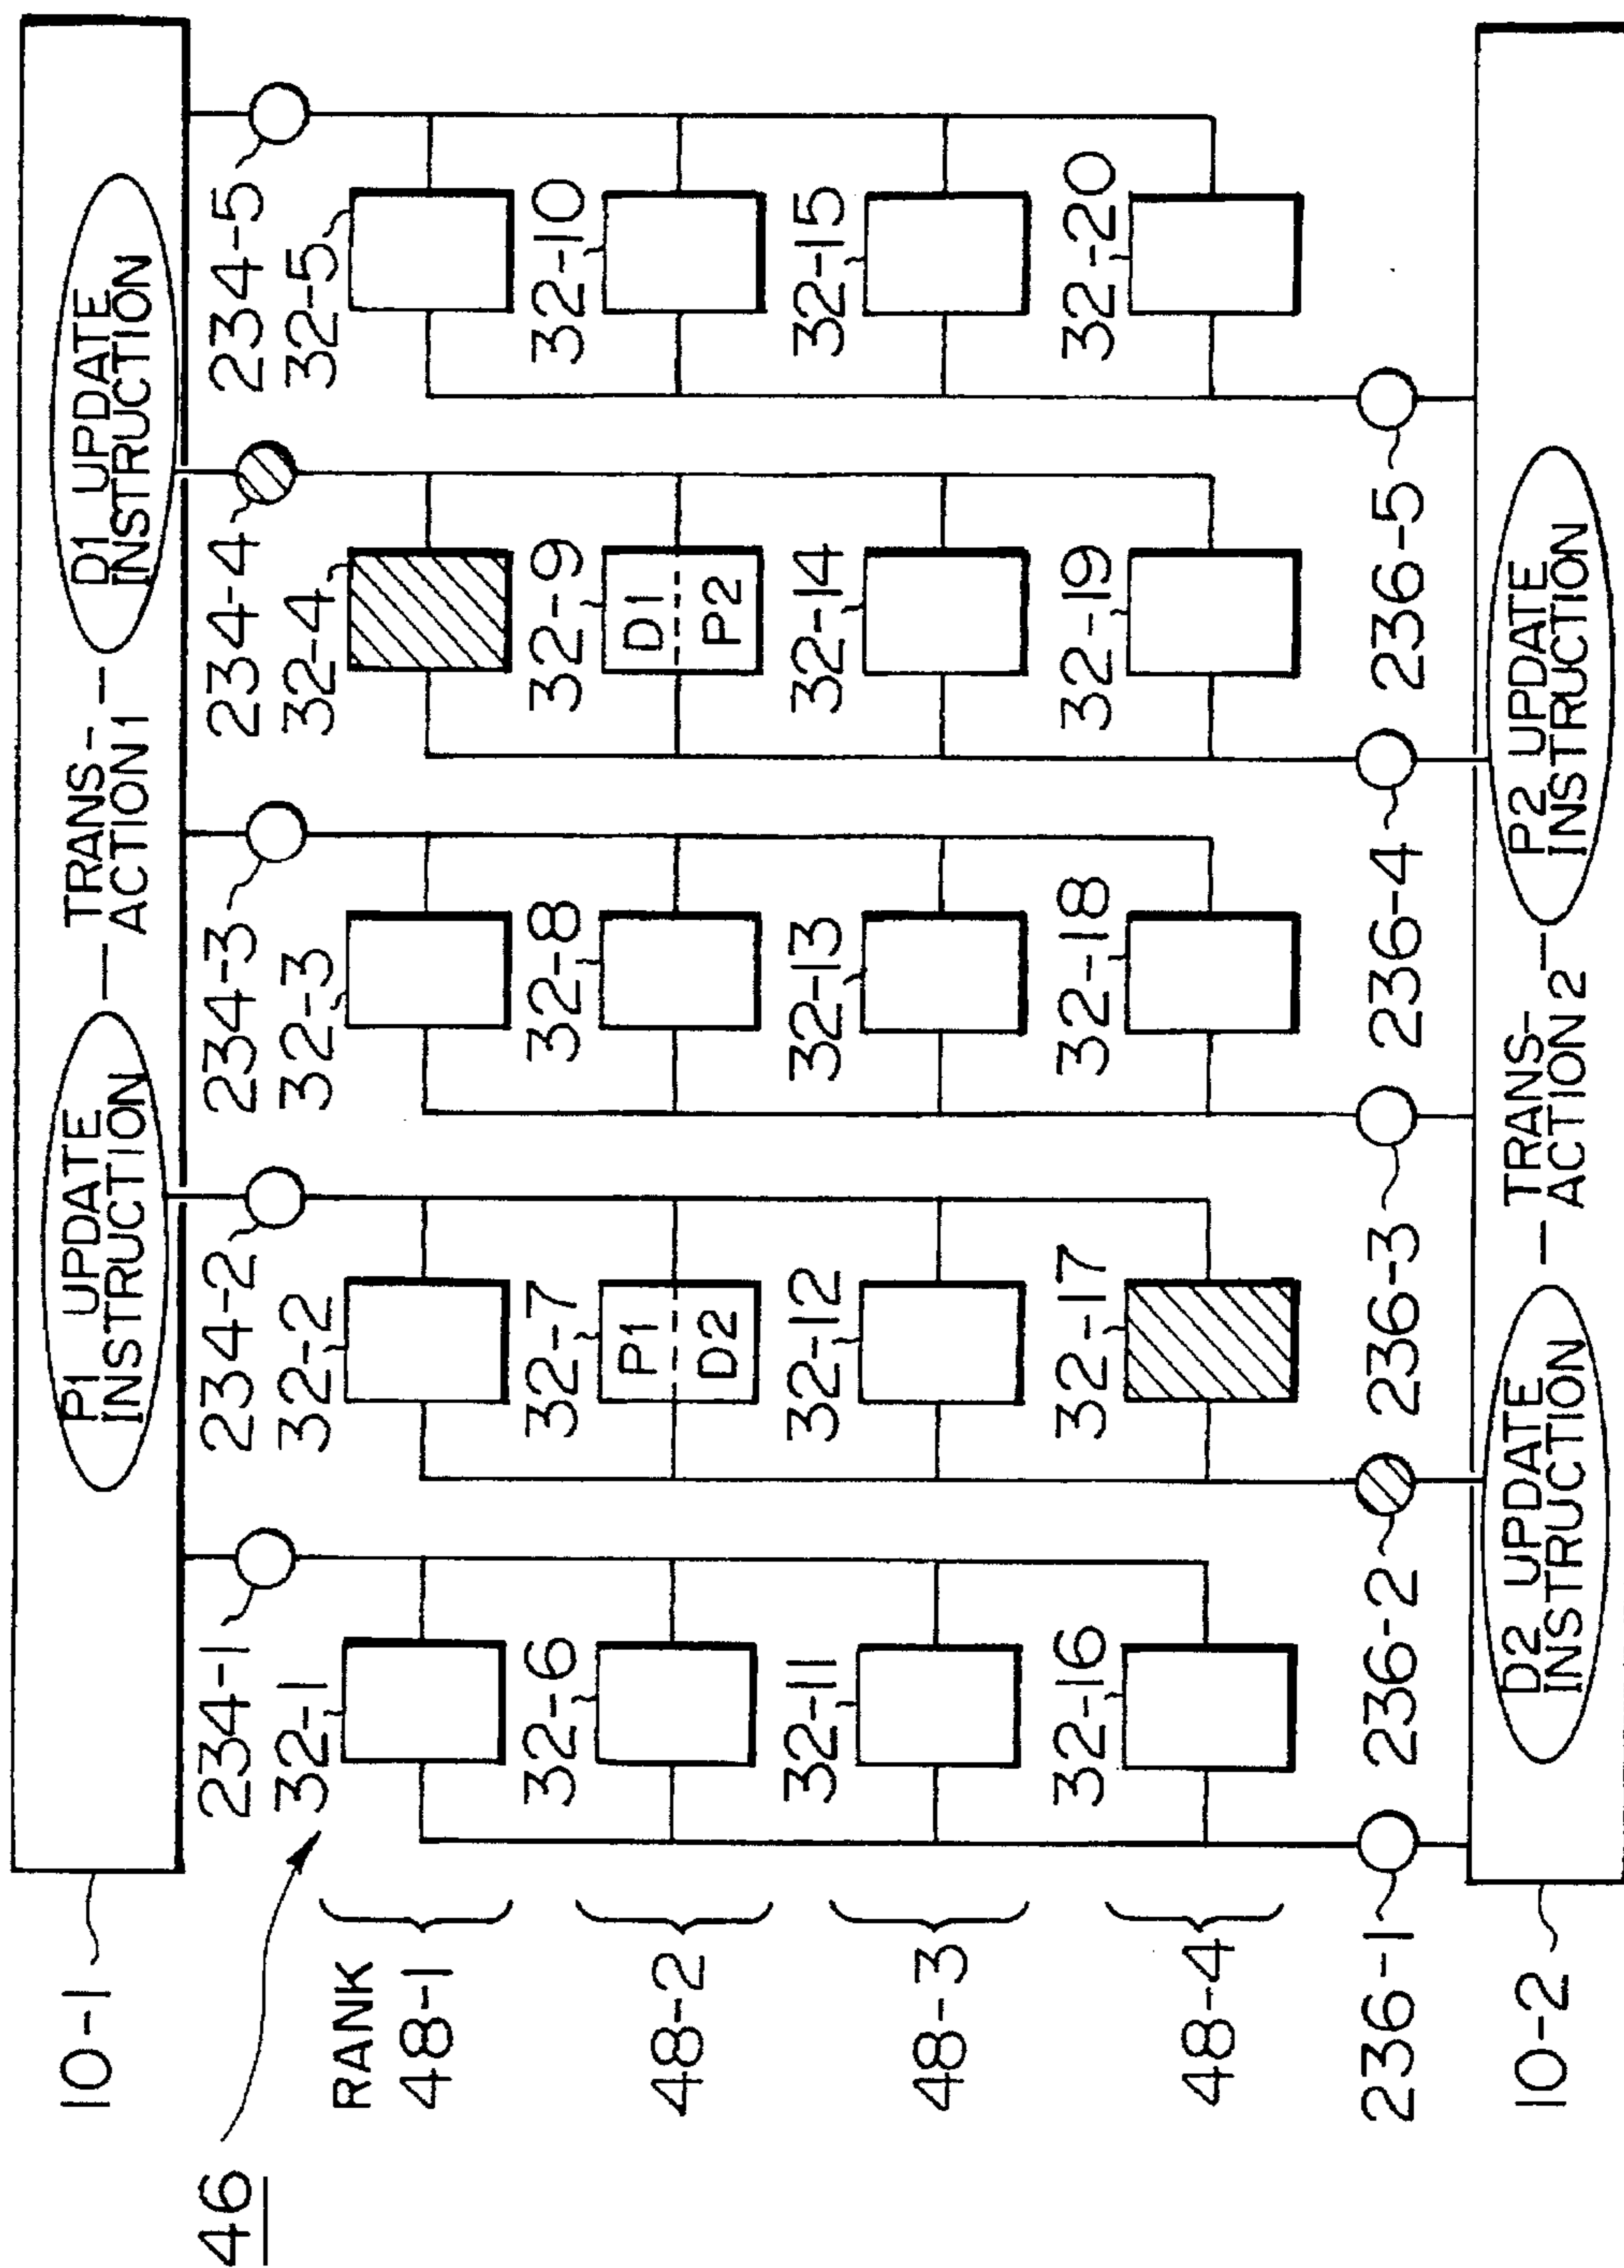 46
10-1
P1 UPDATE
INSTRUCTION
TRANS-
ACTION 1
D1 UPDATE
INSTRUCTION
234-1
234-2
234-3
234-4
234-5
RANK
48-1
32-1
32-2
32-3
32-4
32-5
48-2
32-6
32-7
P1
D2
32-8
32-9
D1
P2
32-10
48-3
32-11
32-12
32-13
32-14
32-15
48-4
32-16
32-17
32-18
32-19
32-20
236-1
236-2
236-3
236-4
236-5
10-2
D2 UPDATE
INSTRUCTION
TRANS-
ACTION 2
P2 UPDATE
INSTRUCTION